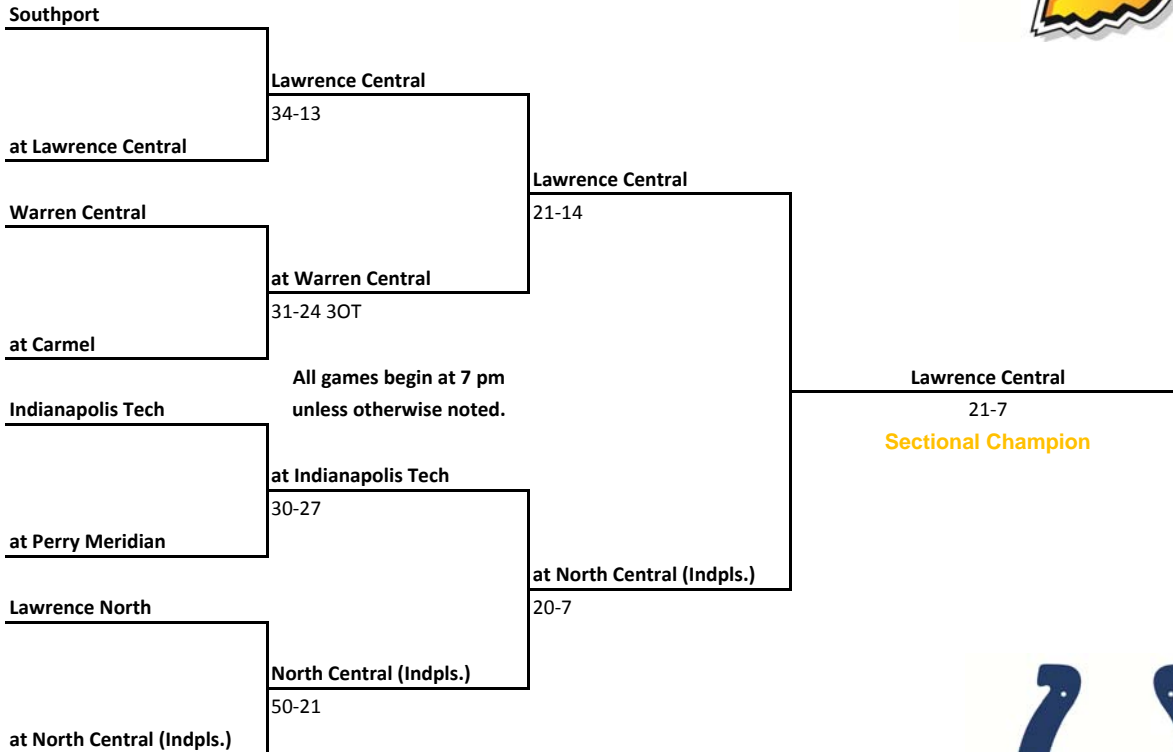 Southport
Lawrence Central
34-13
at Lawrence Central
Lawrence Central
21-14
Warren Central
at Warren Central
31-24 3OT
at Carmel
All games begin at 7 pm
unless otherwise noted.
Lawrence Central
21-7
Sectional Champion
Indianapolis Tech
at Indianapolis Tech
30-27
at Perry Meridian
at North Central (Indpls.)
20-7
Lawrence North
North Central (Indpls.)
50-21
at North Central (Indpls.)